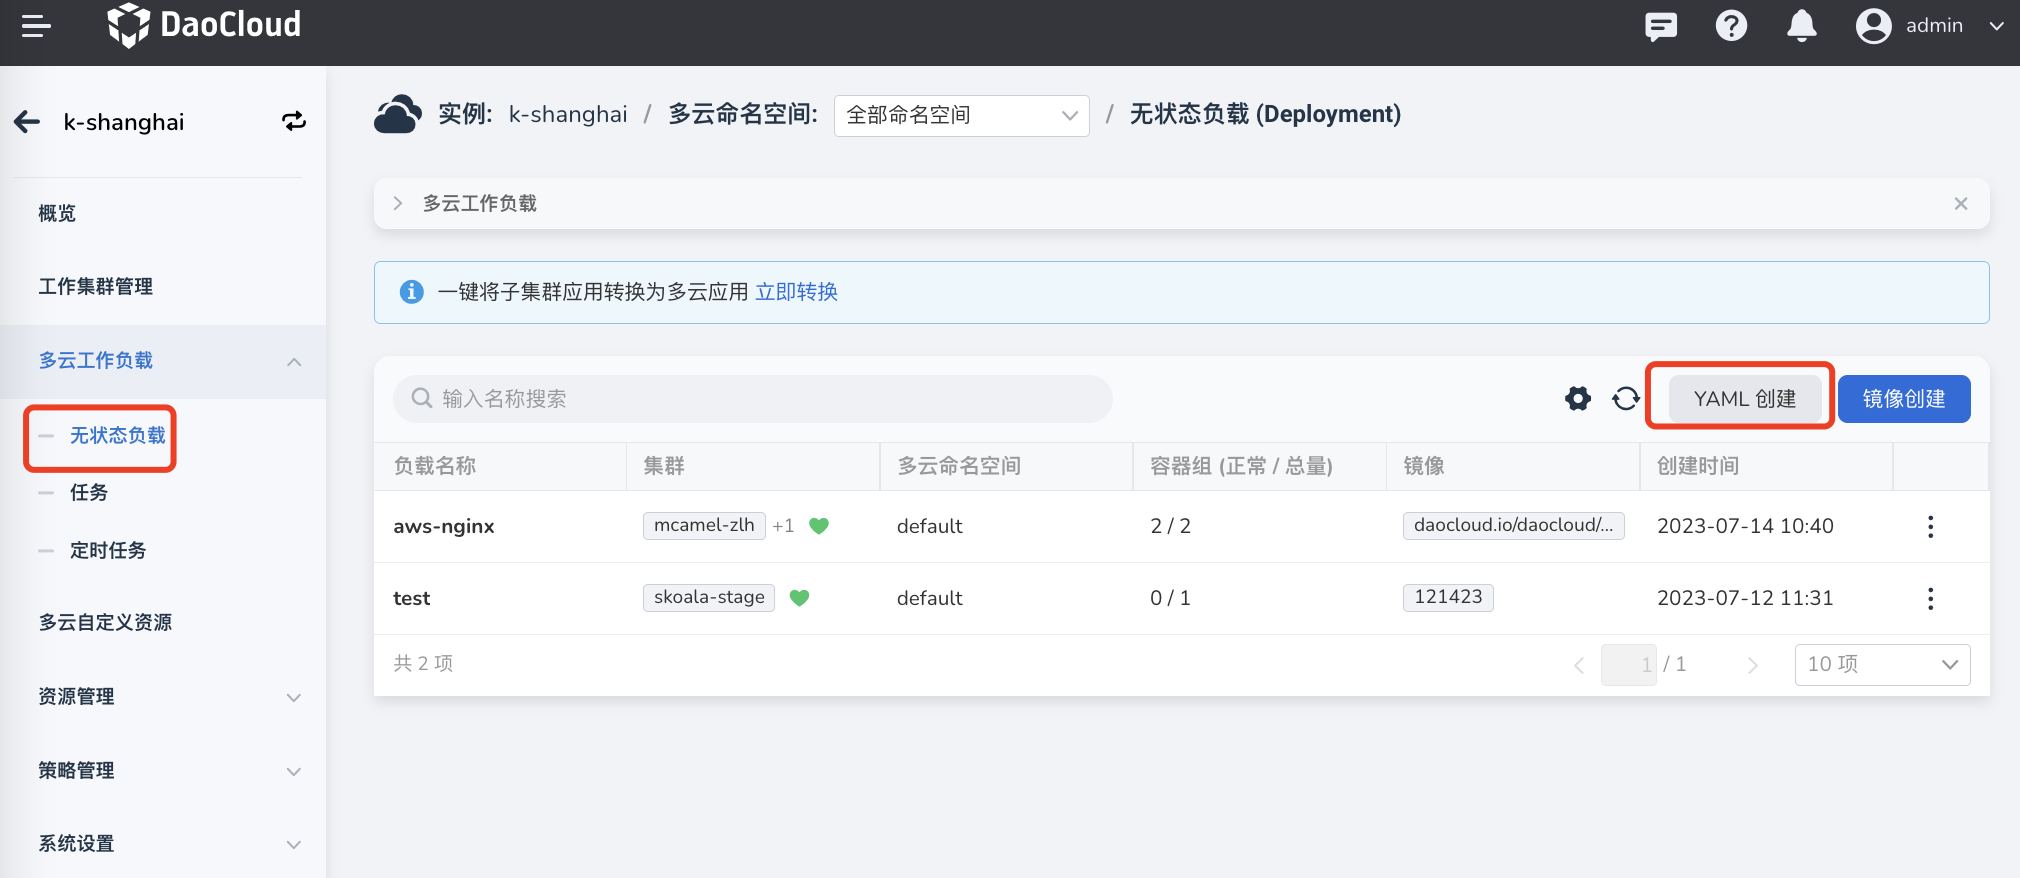 DaoCloud
admin
k-shanghai
概览
工作集群管理
多云工作负载
无状态负载
任务
定时任务
多云自定义资源
资源管理
策略管理
系统设置
实例: k-shanghai / 多云命名空间: 全部命名空间 / 无状态负载 (Deployment)
多云工作负载
一键将子集群应用转换为多云应用 立即转换
输入名称搜索
YAML 创建
镜像创建
负载名称 集群 多云命名空间 容器组 (正常 / 总量) 镜像 创建时间
aws-nginx mcamel-zlh +1 default 2 / 2 daocloud.io/daocloud/... 2023-07-14 10:40
test skoala-stage default 0 / 1 121423 2023-07-12 11:31
共 2 项 1 / 1 10 项